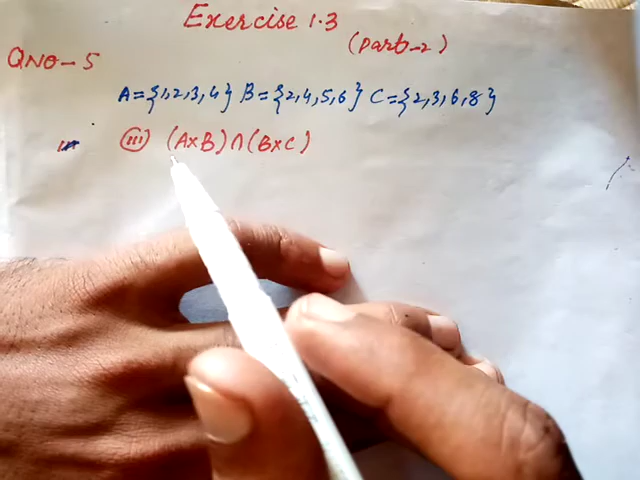 Exercise 1.3
(Part-2)
QNO-5
A={1,2,3,4} B={2,4,5,6} C={2,3,6,8}
(iii) (A×B)∩(B×C)